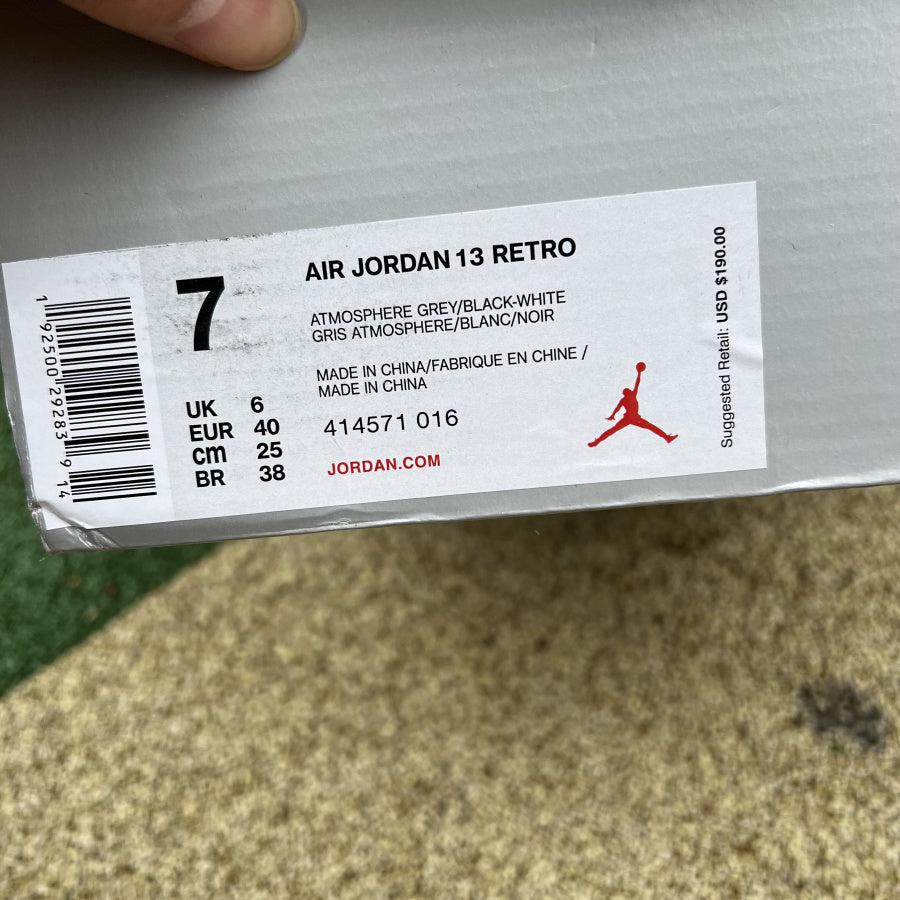 1 92500 29283 9 14
7
UK 6
EUR 40
cm 25
BR 38
AIR JORDAN 13 RETRO
ATMOSPHERE GREY/BLACK-WHITE
GRIS ATMOSPHERE/BLANC/NOIR
MADE IN CHINA/FABRIQUE EN CHINE /
MADE IN CHINA
414571 016
JORDAN.COM
Suggested Retail: USD $190.00